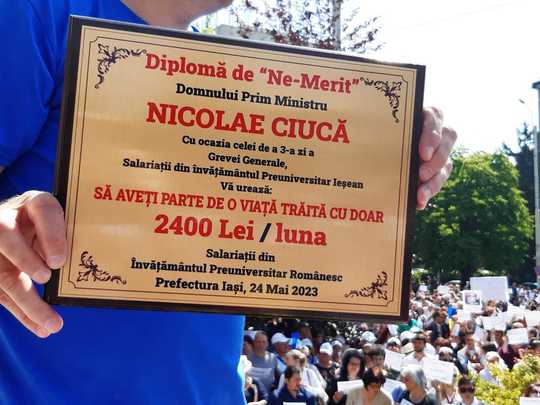 Diplomă de “Ne-Merit”
Domnului Prim Ministru
NICOLAE CIUCĂ
Cu ocazia celei de a 3-a zi a
Grevei Generale,
Salariații din învățământul Preuniversitar Ieșean
Vă urează:
SĂ AVEȚI PARTE DE O VIAȚĂ TRĂITĂ CU DOAR
2400 Lei / luna
Salariații din
Învățământul Preuniversitar Românesc
Prefectura Iași, 24 Mai 2023